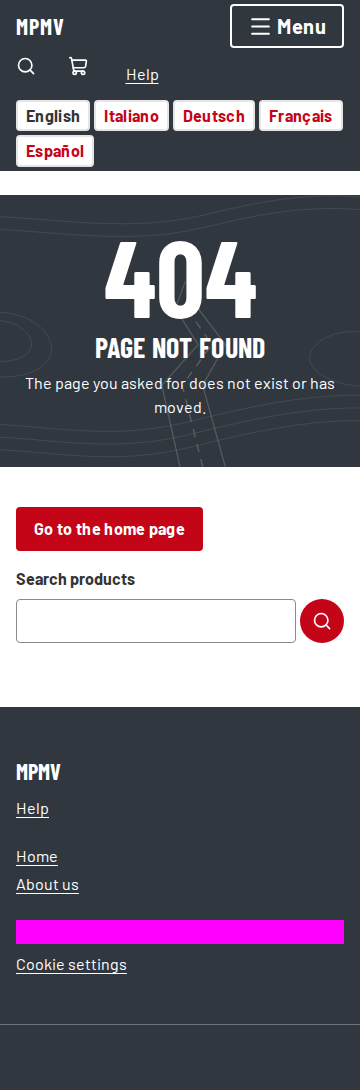 MPMV
Menu
Help
English Italiano Deutsch Français
Español
404
PAGE NOT FOUND
The page you asked for does not exist or has
moved.
Go to the home page
Search products
MPMV
Help
Home
About us
Cookie settings